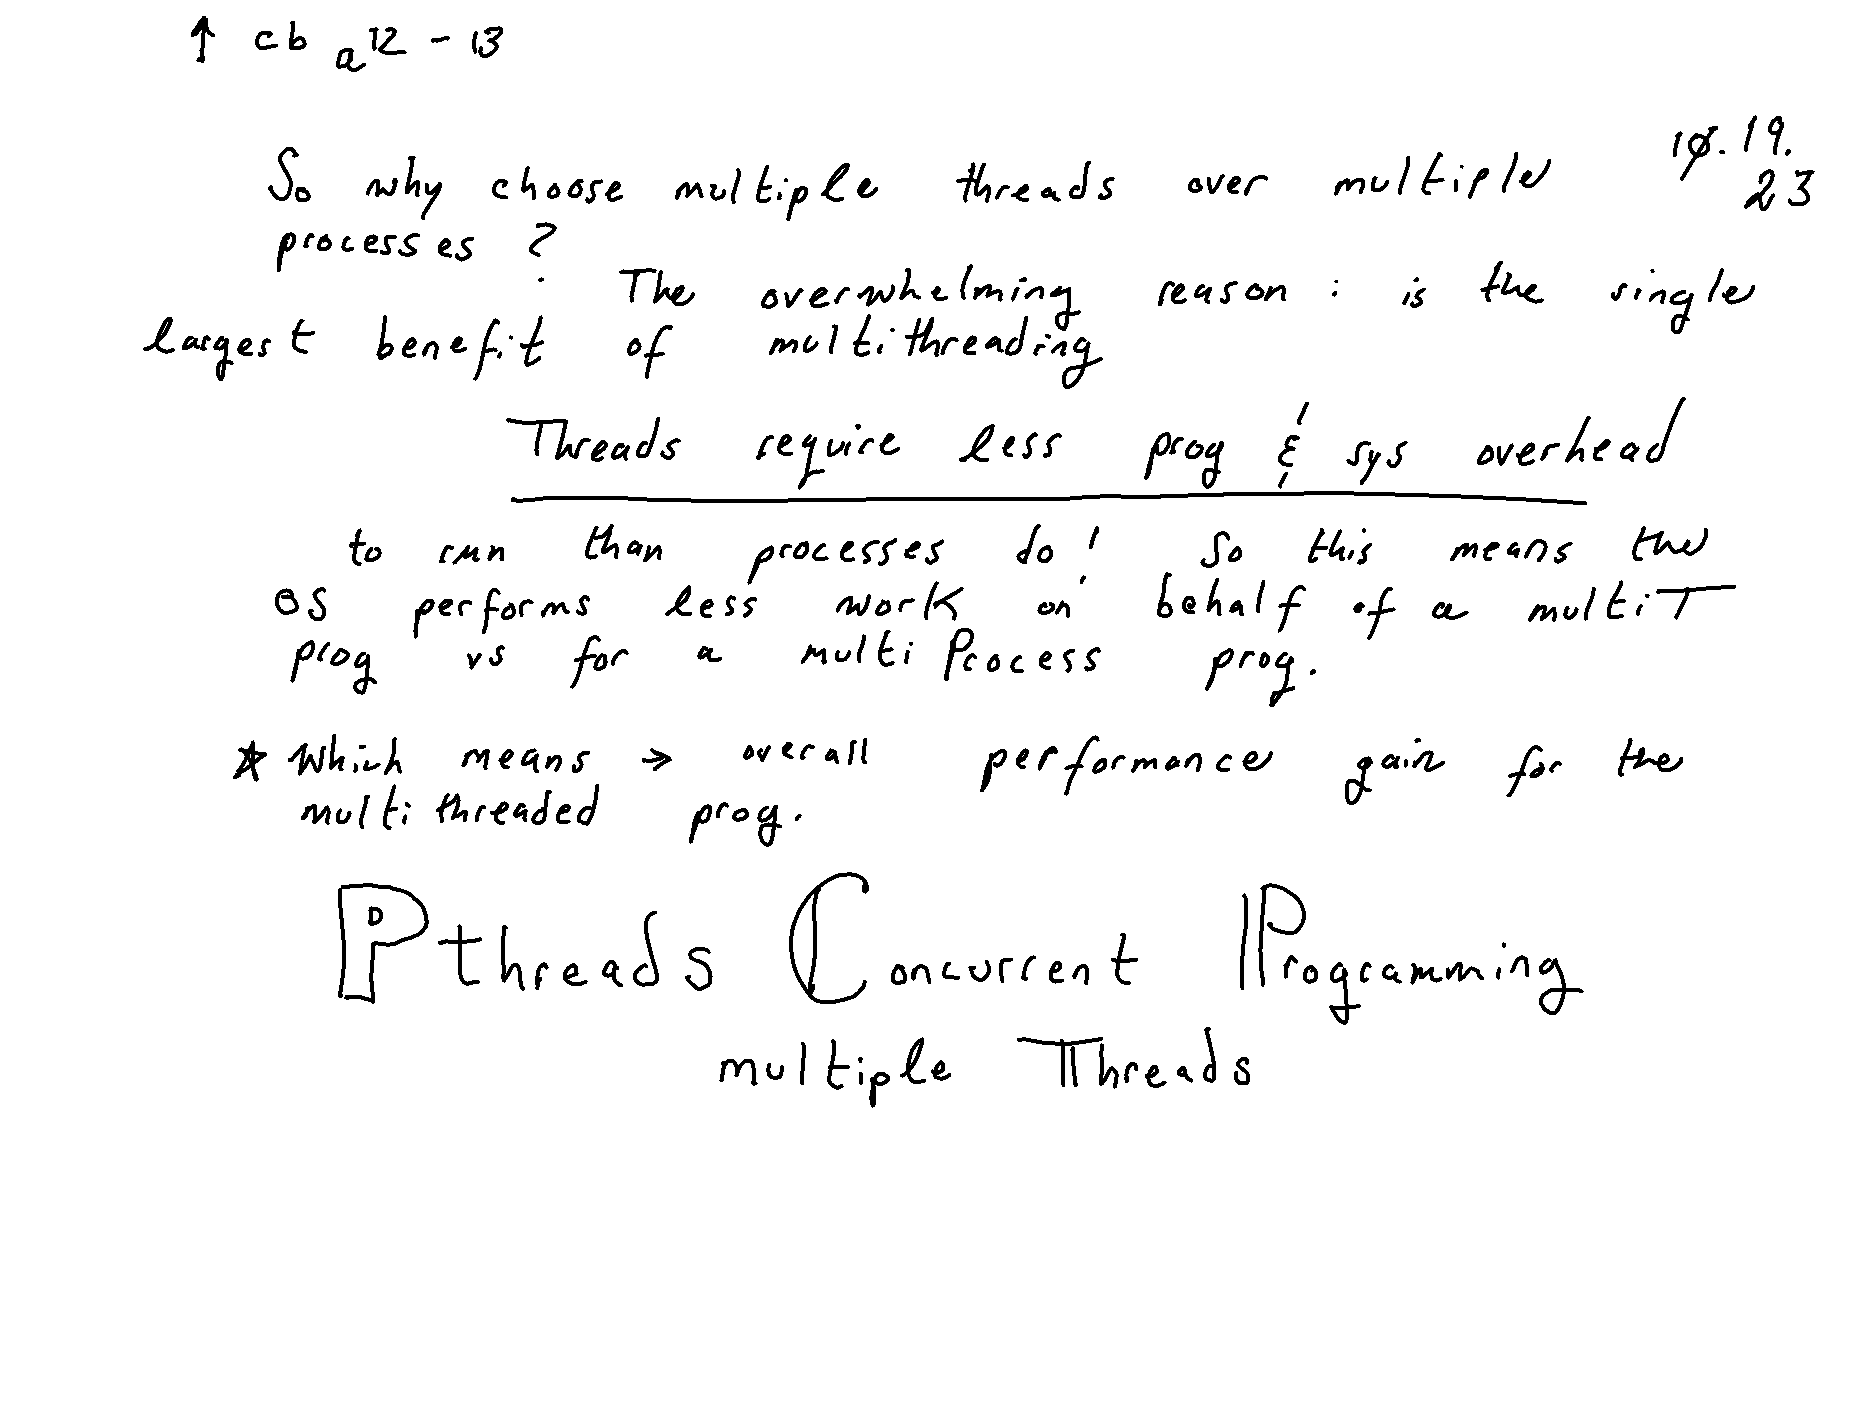 ↑ cb a12 - 13
10.19.
23
So why choose multiple threads over multiple
processes ?
The overwhelming reason : is the single
largest benefit of multithreading
Threads require less prog & sys overhead
to run than processes do! So this means the
OS performs less work on behalf of a multiT
prog vs for a multiProcess prog.
* Which means → overall performance gain for the
multithreaded prog.
Pthreads Concurrent Programming
multiple Threads